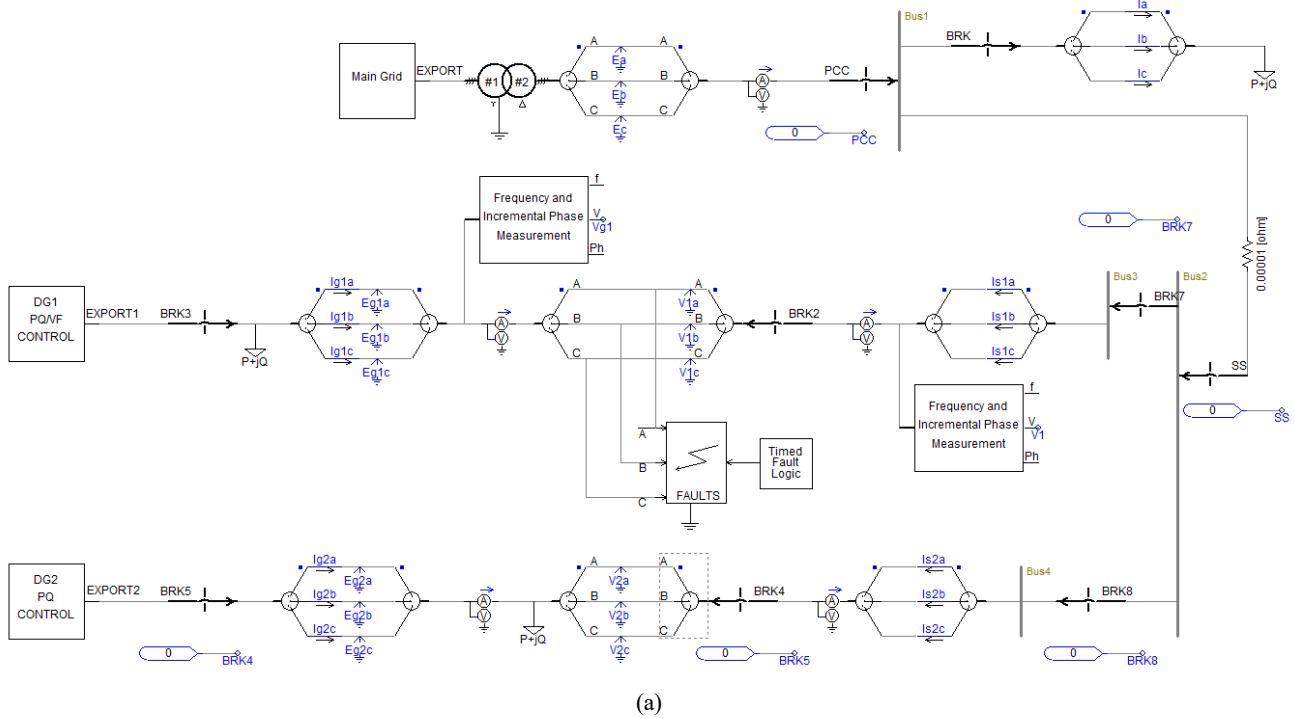 Bus1
Ia
BRK
Ib
Ic
P+jQ
Main Grid
EXPORT
#1
#2
Y
Δ
A
Ea
A
B
Eb
B
C
Ec
C
A
V
PCC
0
PCC
Frequency and
Incremental Phase
Measurement
f
V
Vg1
Ph
0
BRK7
0.00001 [ohm]
DG1
PQ/VF
CONTROL
EXPORT1
BRK3
P+jQ
Ig1a
Eg1a
Ig1b
Eg1b
Ig1c
Eg1c
A
V
A
V1a
A
B
V1b
B
C
V1c
C
BRK2
A
V
Is1a
Is1b
Is1c
Bus3
BRK7
Bus2
SS
0
SS
Frequency and
Incremental Phase
Measurement
f
V
V1
Ph
A
B
C
FAULTS
Timed
Fault
Logic
DG2
PQ
CONTROL
EXPORT2
BRK5
Ig2a
Eg2a
Ig2b
Eg2b
Ig2c
Eg2c
A
V
P+jQ
A
V2a
A
B
V2b
B
C
V2c
C
BRK4
A
V
Is2a
Is2b
Is2c
Bus4
BRK8
0
BRK4
0
BRK5
0
BRK8
(a)